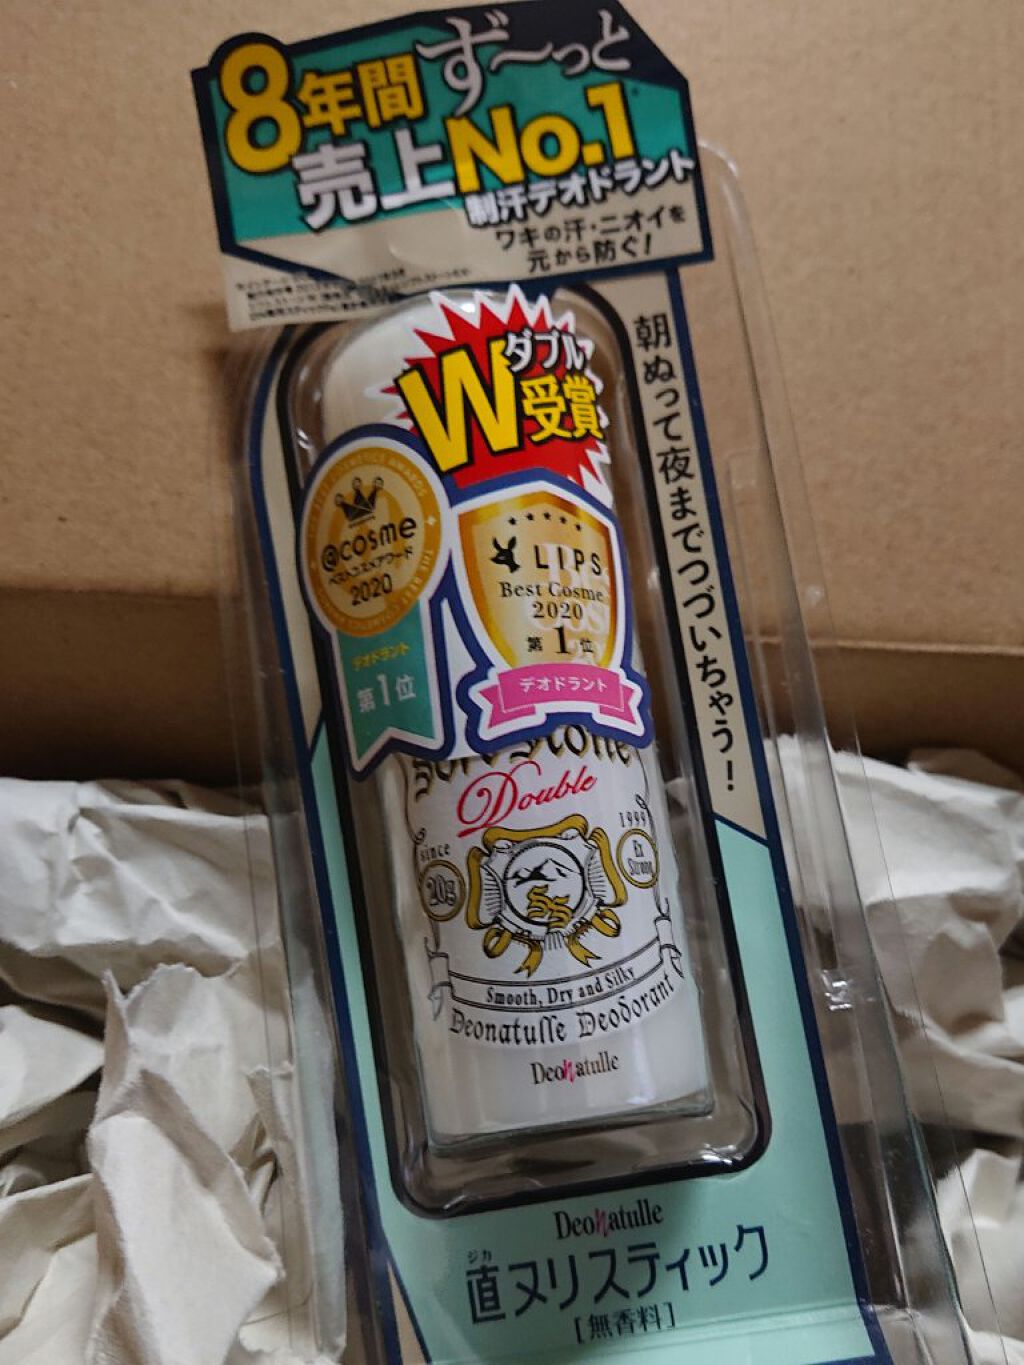 8年間ず〜っと
売上No.1
制汗デオドラント
ワキの汗・ニオイを
元から防ぐ!
朝ぬって夜までつづいちゃう!
ダブル
W受賞
@cosme
ベストコスメアワード
2020
デオドラント
第1位
LIPS
Best Cosme
2020
第1位
デオドラント
Soft Stone
Double
since
1999
20g
Ex
Strong
SS
Smooth, Dry and Silky
Deonatulle Deodorant
Deonatulle
Deonatulle
ジカ
直ヌリスティック
[無香料]